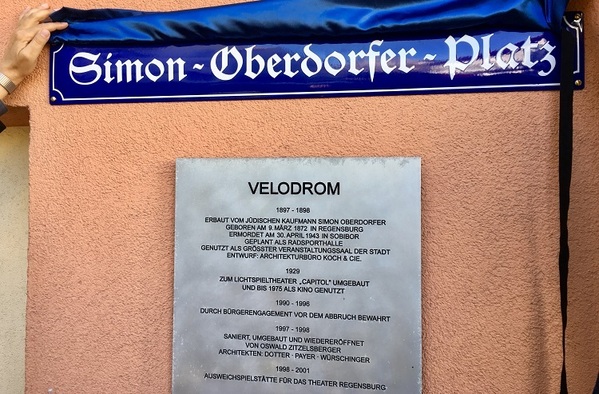 Simon-Oberdorfer-Platz
VELODROM
1897 - 1898
ERBAUT VOM JÜDISCHEN KAUFMANN SIMON OBERDORFER
GEBOREN AM 9. MÄRZ 1872 IN REGENSBURG
ERMORDET AM 30. APRIL 1943 IN SOBIBOR
GEPLANT ALS RADSPORTHALLE
GENUTZT ALS GRÖSSTER VERANSTALTUNGSSAAL DER STADT
ENTWURF: ARCHITEKTURBÜRO KOCH & CIE.
1929
ZUM LICHTSPIELTHEATER „CAPITOL" UMGEBAUT
UND BIS 1975 ALS KINO GENUTZT
1990 - 1996
DURCH BÜRGERENGAGEMENT VOR DEM ABBRUCH BEWAHRT
1997 - 1998
SANIERT, UMGEBAUT UND WIEDERERÖFFNET
VON OSWALD ZITZELSBERGER
ARCHITEKTEN: DOTTER · PAYER · WÜRSCHINGER
1998 - 2001
AUSWEICHSPIELSTÄTTE FÜR DAS THEATER REGENSBURG